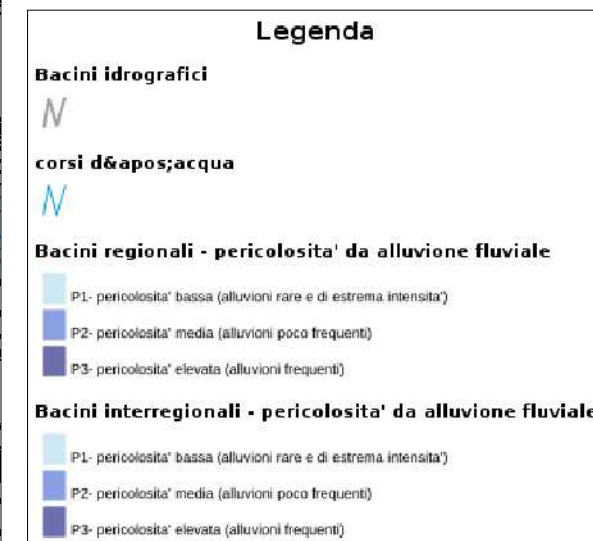 Legenda
Bacini idrografici
corsi d&apos;acqua
Bacini regionali - pericolosita' da alluvione fluviale
P1- pericolosita' bassa (alluvioni rare e di estrema intensita')
P2- pericolosita' media (alluvioni poco frequenti)
P3- pericolosita' elevata (alluvioni frequenti)
Bacini interregionali - pericolosita' da alluvione fluviale
P1- pericolosita' bassa (alluvioni rare e di estrema intensita')
P2- pericolosita' media (alluvioni poco frequenti)
P3- pericolosita' elevata (alluvioni frequenti)